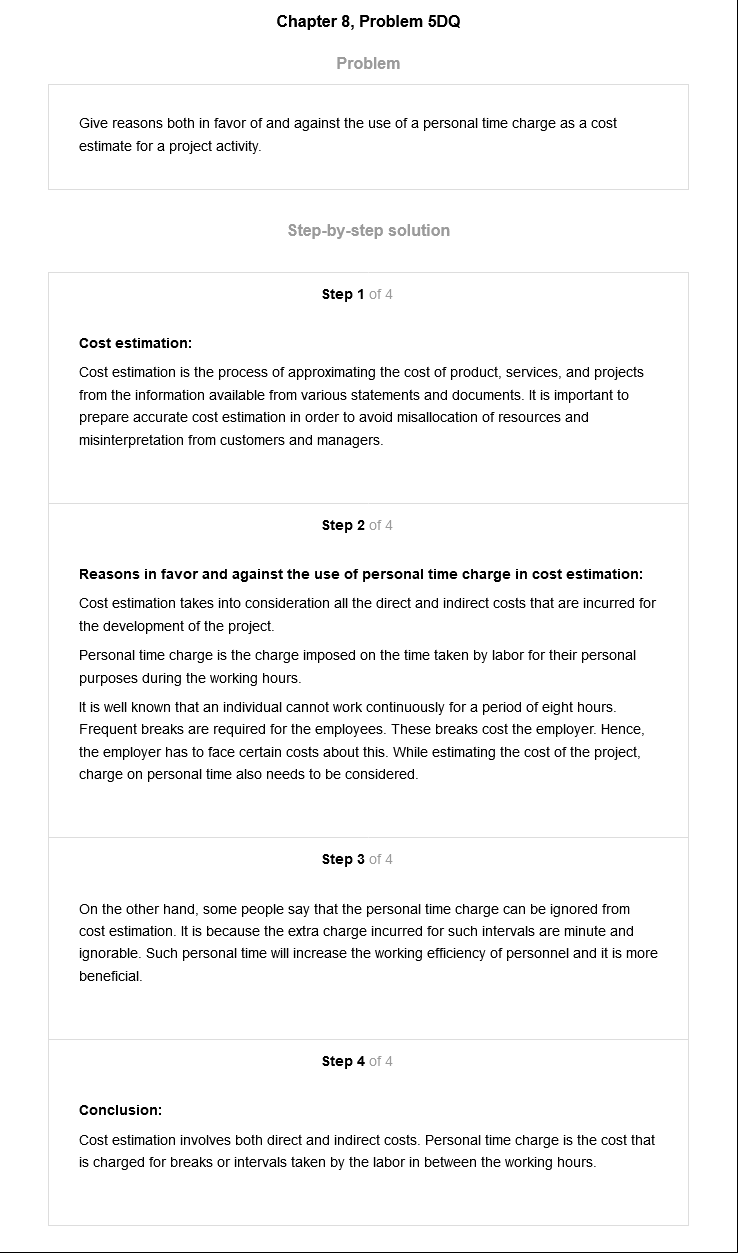 Chapter 8, Problem 5DQ
Problem
Give reasons both in favor of and against the use of a personal time charge as a cost
estimate for a project activity.
Step-by-step solution
Step 1 of 4
Cost estimation:
Cost estimation is the process of approximating the cost of product, services, and projects
from the information available from various statements and documents. It is important to
prepare accurate cost estimation in order to avoid misallocation of resources and
misinterpretation from customers and managers.
Step 2 of 4
Reasons in favor and against the use of personal time charge in cost estimation:
Cost estimation takes into consideration all the direct and indirect costs that are incurred for
the development of the project.
Personal time charge is the charge imposed on the time taken by labor for their personal
purposes during the working hours.
It is well known that an individual cannot work continuously for a period of eight hours.
Frequent breaks are required for the employees. These breaks cost the employer. Hence,
the employer has to face certain costs about this. While estimating the cost of the project,
charge on personal time also needs to be considered.
Step 3 of 4
On the other hand, some people say that the personal time charge can be ignored from
cost estimation. It is because the extra charge incurred for such intervals are minute and
ignorable. Such personal time will increase the working efficiency of personnel and it is more
beneficial.
Step 4 of 4
Conclusion:
Cost estimation involves both direct and indirect costs. Personal time charge is the cost that
is charged for breaks or intervals taken by the labor in between the working hours.